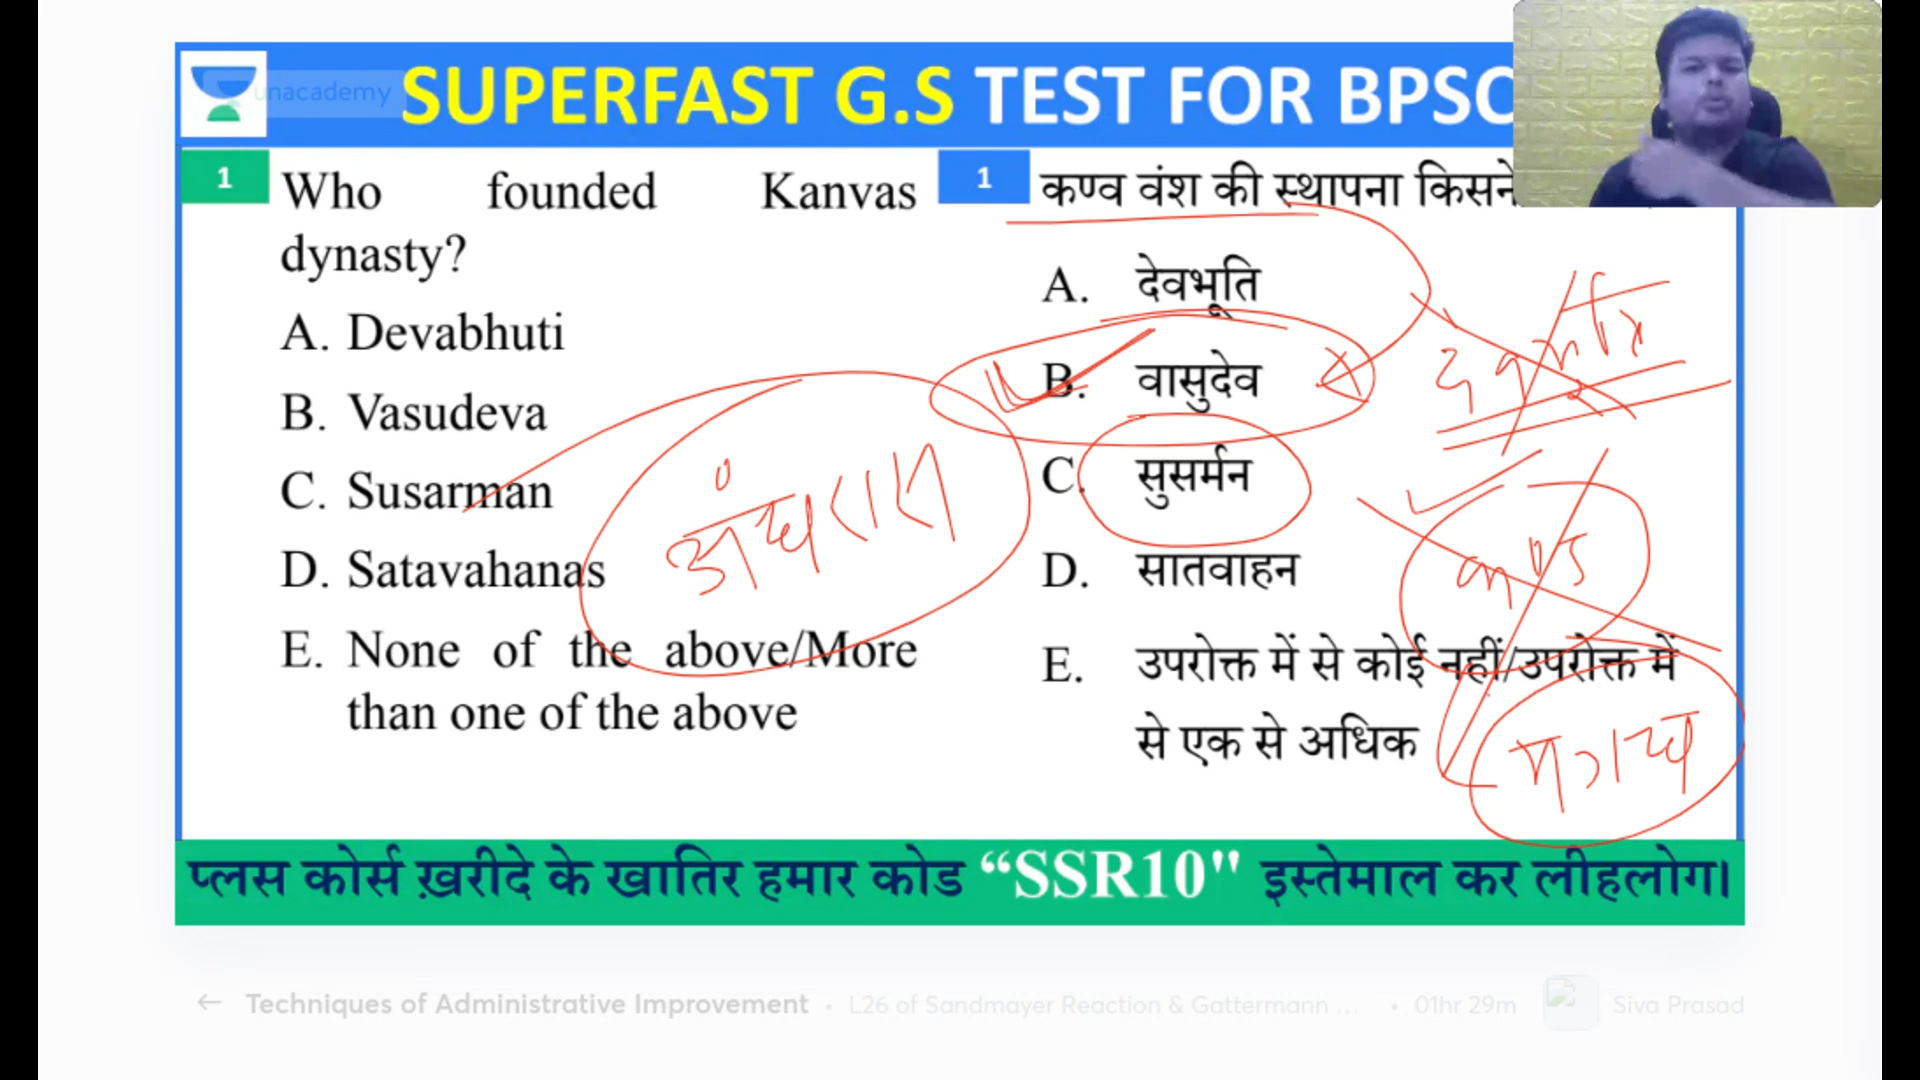 unacademy
SUPERFAST G.S TEST FOR BPSC
1
Who founded Kanvas
dynasty?
A. Devabhuti
B. Vasudeva
C. Susarman
D. Satavahanas
E. None of the above/More
than one of the above
1
कण्व वंश की स्थापना किसने
A. देवभूति
B. वासुदेव
C. सुसर्मन
D. सातवाहन
E. उपरोक्त में से कोई नहीं/उपरोक्त में
से एक से अधिक
मगध
प्लस कोर्स ख़रीदे के खातिर हमार कोड “SSR10" इस्तेमाल कर लीहलोग।
← Techniques of Administrative Improvement • L26 of Sandmayer Reaction & Gattermann ... • 01hr 29m Siva Prasad